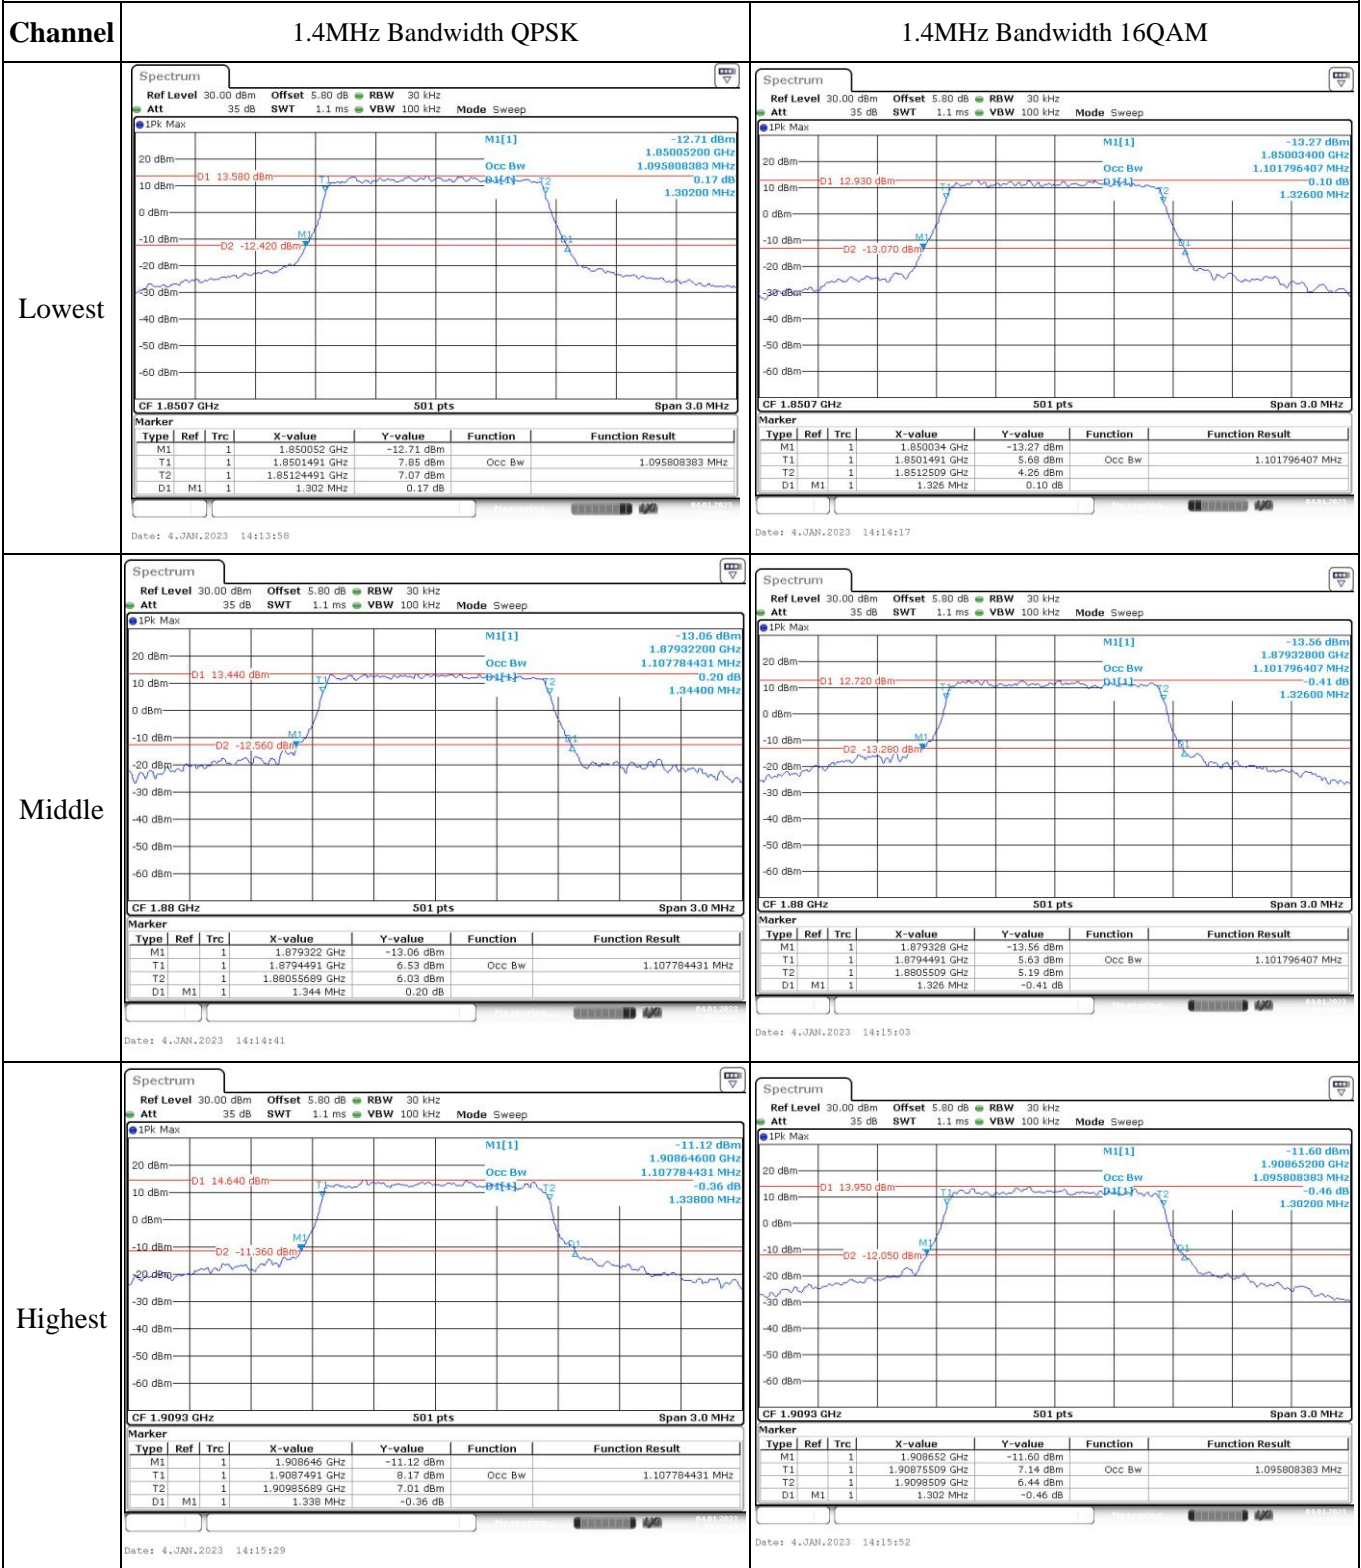 Channel 1.4MHz Bandwidth QPSK 1.4MHz Bandwidth 16QAM
Lowest
Spectrum
Ref Level 30.00 dBm Offset 5.80 dB RBW 30 kHz
Att 35 dB SWT 1.1 ms VBW 100 kHz Mode Sweep
1Pk Max
M1[1] -12.71 dBm
1.85005200 GHz
20 dBm
Occ Bw 1.095808383 MHz
D1 13.580 dBm T1 D1[1] T2 0.17 dB
10 dBm 1.30200 MHz
0 dBm
-10 dBm M1 D1
D2 -12.420 dBm
-20 dBm
-30 dBm
-40 dBm
-50 dBm
-60 dBm
CF 1.8507 GHz 501 pts Span 3.0 MHz
Marker
Type Ref Trc X-value Y-value Function Function Result
M1 1 1.850052 GHz -12.71 dBm
T1 1 1.8501491 GHz 7.85 dBm Occ Bw 1.095808383 MHz
T2 1 1.85124491 GHz 7.07 dBm
D1 M1 1 1.302 MHz 0.17 dB
Date: 4.JAN.2023 14:13:58
Spectrum
Ref Level 30.00 dBm Offset 5.80 dB RBW 30 kHz
Att 35 dB SWT 1.1 ms VBW 100 kHz Mode Sweep
1Pk Max
M1[1] -13.27 dBm
1.85003400 GHz
20 dBm
Occ Bw 1.101796407 MHz
D1 12.930 dBm T1 D1[1] T2 0.10 dB
10 dBm 1.32600 MHz
0 dBm
-10 dBm M1 D1
D2 -13.070 dBm
-20 dBm
-30 dBm
-40 dBm
-50 dBm
-60 dBm
CF 1.8507 GHz 501 pts Span 3.0 MHz
Marker
Type Ref Trc X-value Y-value Function Function Result
M1 1 1.850034 GHz -13.27 dBm
T1 1 1.8501491 GHz 5.68 dBm Occ Bw 1.101796407 MHz
T2 1 1.8512509 GHz 4.26 dBm
D1 M1 1 1.326 MHz 0.10 dB
Date: 4.JAN.2023 14:14:17
Middle
Spectrum
Ref Level 30.00 dBm Offset 5.80 dB RBW 30 kHz
Att 35 dB SWT 1.1 ms VBW 100 kHz Mode Sweep
1Pk Max
M1[1] -13.06 dBm
1.87932200 GHz
20 dBm
Occ Bw 1.107784431 MHz
D1 13.440 dBm T1 D1[1] T2 0.20 dB
10 dBm 1.34400 MHz
0 dBm
-10 dBm M1 D1
D2 -12.560 dBm
-20 dBm
-30 dBm
-40 dBm
-50 dBm
-60 dBm
CF 1.88 GHz 501 pts Span 3.0 MHz
Marker
Type Ref Trc X-value Y-value Function Function Result
M1 1 1.879322 GHz -13.06 dBm
T1 1 1.8794491 GHz 6.53 dBm Occ Bw 1.107784431 MHz
T2 1 1.88055689 GHz 6.03 dBm
D1 M1 1 1.344 MHz 0.20 dB
Date: 4.JAN.2023 14:14:41
Spectrum
Ref Level 30.00 dBm Offset 5.80 dB RBW 30 kHz
Att 35 dB SWT 1.1 ms VBW 100 kHz Mode Sweep
1Pk Max
M1[1] -13.56 dBm
1.87932800 GHz
20 dBm
Occ Bw 1.101796407 MHz
D1 12.720 dBm T1 D1[1] T2 -0.41 dB
10 dBm 1.32600 MHz
0 dBm
-10 dBm M1 D1
D2 -13.280 dBm
-20 dBm
-30 dBm
-40 dBm
-50 dBm
-60 dBm
CF 1.88 GHz 501 pts Span 3.0 MHz
Marker
Type Ref Trc X-value Y-value Function Function Result
M1 1 1.879328 GHz -13.56 dBm
T1 1 1.8794491 GHz 5.63 dBm Occ Bw 1.101796407 MHz
T2 1 1.8805509 GHz 5.19 dBm
D1 M1 1 1.326 MHz -0.41 dB
Date: 4.JAN.2023 14:15:03
Highest
Spectrum
Ref Level 30.00 dBm Offset 5.80 dB RBW 30 kHz
Att 35 dB SWT 1.1 ms VBW 100 kHz Mode Sweep
1Pk Max
M1[1] -11.12 dBm
1.90864600 GHz
20 dBm
Occ Bw 1.107784431 MHz
D1 14.640 dBm T1 D1[1] T2 -0.36 dB
10 dBm 1.33800 MHz
0 dBm
-10 dBm M1 D1
D2 -11.360 dBm
-20 dBm
-30 dBm
-40 dBm
-50 dBm
-60 dBm
CF 1.9093 GHz 501 pts Span 3.0 MHz
Marker
Type Ref Trc X-value Y-value Function Function Result
M1 1 1.908646 GHz -11.12 dBm
T1 1 1.9087491 GHz 8.17 dBm Occ Bw 1.107784431 MHz
T2 1 1.90985689 GHz 7.01 dBm
D1 M1 1 1.338 MHz -0.36 dB
Date: 4.JAN.2023 14:15:29
Spectrum
Ref Level 30.00 dBm Offset 5.80 dB RBW 30 kHz
Att 35 dB SWT 1.1 ms VBW 100 kHz Mode Sweep
1Pk Max
M1[1] -11.60 dBm
1.90865200 GHz
20 dBm
Occ Bw 1.095808383 MHz
D1 13.950 dBm T1 D1[1] T2 -0.46 dB
10 dBm 1.30200 MHz
0 dBm
-10 dBm M1 D1
D2 -12.050 dBm
-20 dBm
-30 dBm
-40 dBm
-50 dBm
-60 dBm
CF 1.9093 GHz 501 pts Span 3.0 MHz
Marker
Type Ref Trc X-value Y-value Function Function Result
M1 1 1.908652 GHz -11.60 dBm
T1 1 1.90875509 GHz 7.14 dBm Occ Bw 1.095808383 MHz
T2 1 1.9098509 GHz 6.44 dBm
D1 M1 1 1.302 MHz -0.46 dB
Date: 4.JAN.2023 14:15:52